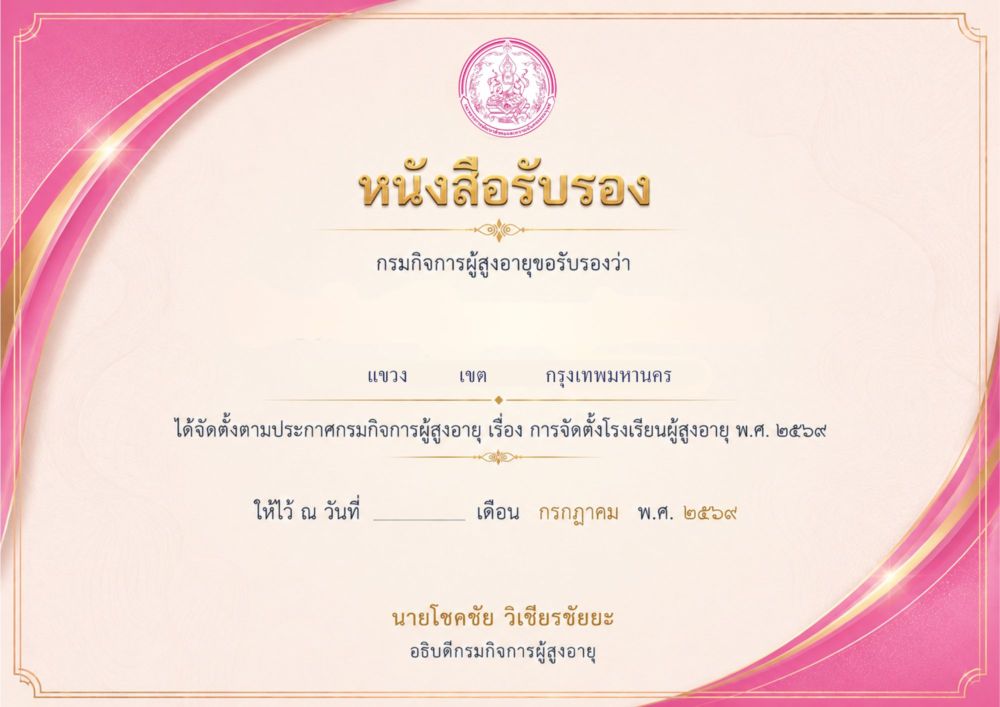 กระทรวงการพัฒนาสังคมและความมั่นคงของมนุษย์
หนังสือรับรอง
กรมกิจการผู้สูงอายุขอรับรองว่า
แขวง เขต กรุงเทพมหานคร
ได้จัดตั้งตามประกาศกรมกิจการผู้สูงอายุ เรื่อง การจัดตั้งโรงเรียนผู้สูงอายุ พ.ศ. ๒๕๖๙
ให้ไว้ ณ วันที่ เดือน กรกฎาคม พ.ศ. ๒๕๖๙
นายโชคชัย วิเชียรชัยยะ
อธิบดีกรมกิจการผู้สูงอายุ